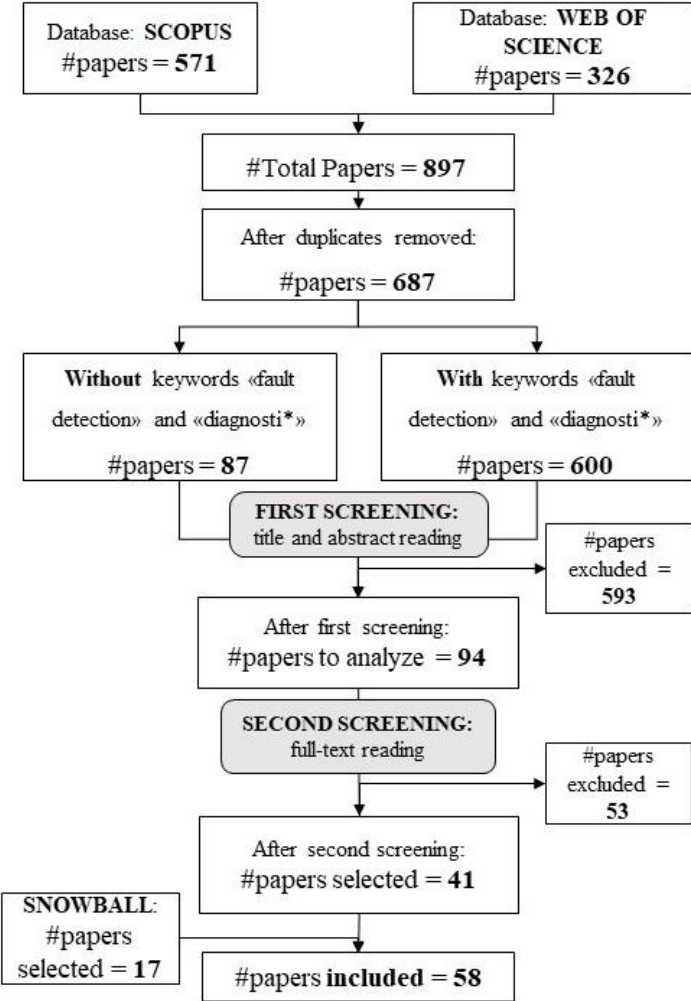 Database: SCOPUS
#papers = 571
Database: WEB OF
SCIENCE
#papers = 326
#Total Papers = 897
After duplicates removed:
#papers = 687
Without keywords «fault
detection» and «diagnosti*»
#papers = 87
With keywords «fault
detection» and «diagnosti*»
#papers = 600
FIRST SCREENING:
title and abstract reading
#papers
excluded =
593
After first screening:
#papers to analyze = 94
SECOND SCREENING:
full-text reading
#papers
excluded =
53
After second screening:
#papers selected = 41
SNOWBALL:
#papers
selected = 17
#papers included = 58